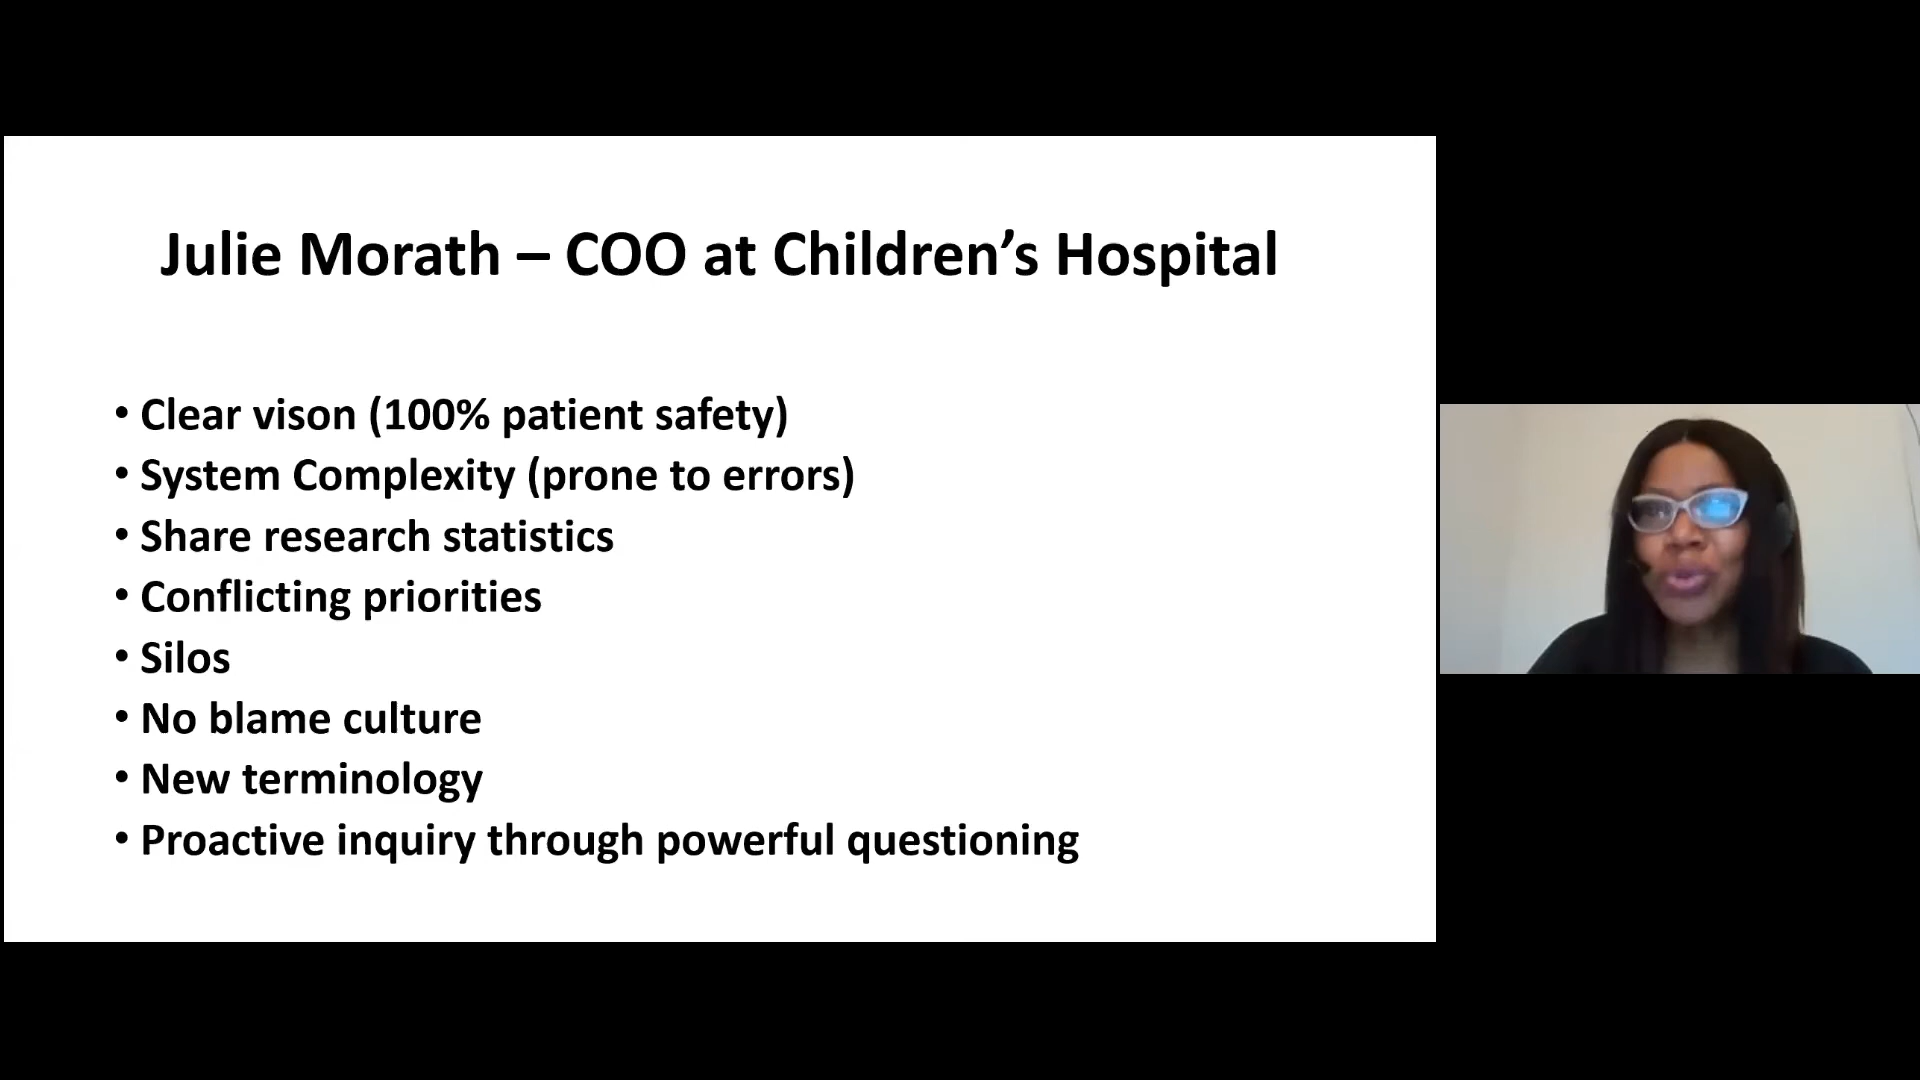 Julie Morath – COO at Children’s Hospital
• Clear vison (100% patient safety)
• System Complexity (prone to errors)
• Share research statistics
• Conflicting priorities
• Silos
• No blame culture
• New terminology
• Proactive inquiry through powerful questioning